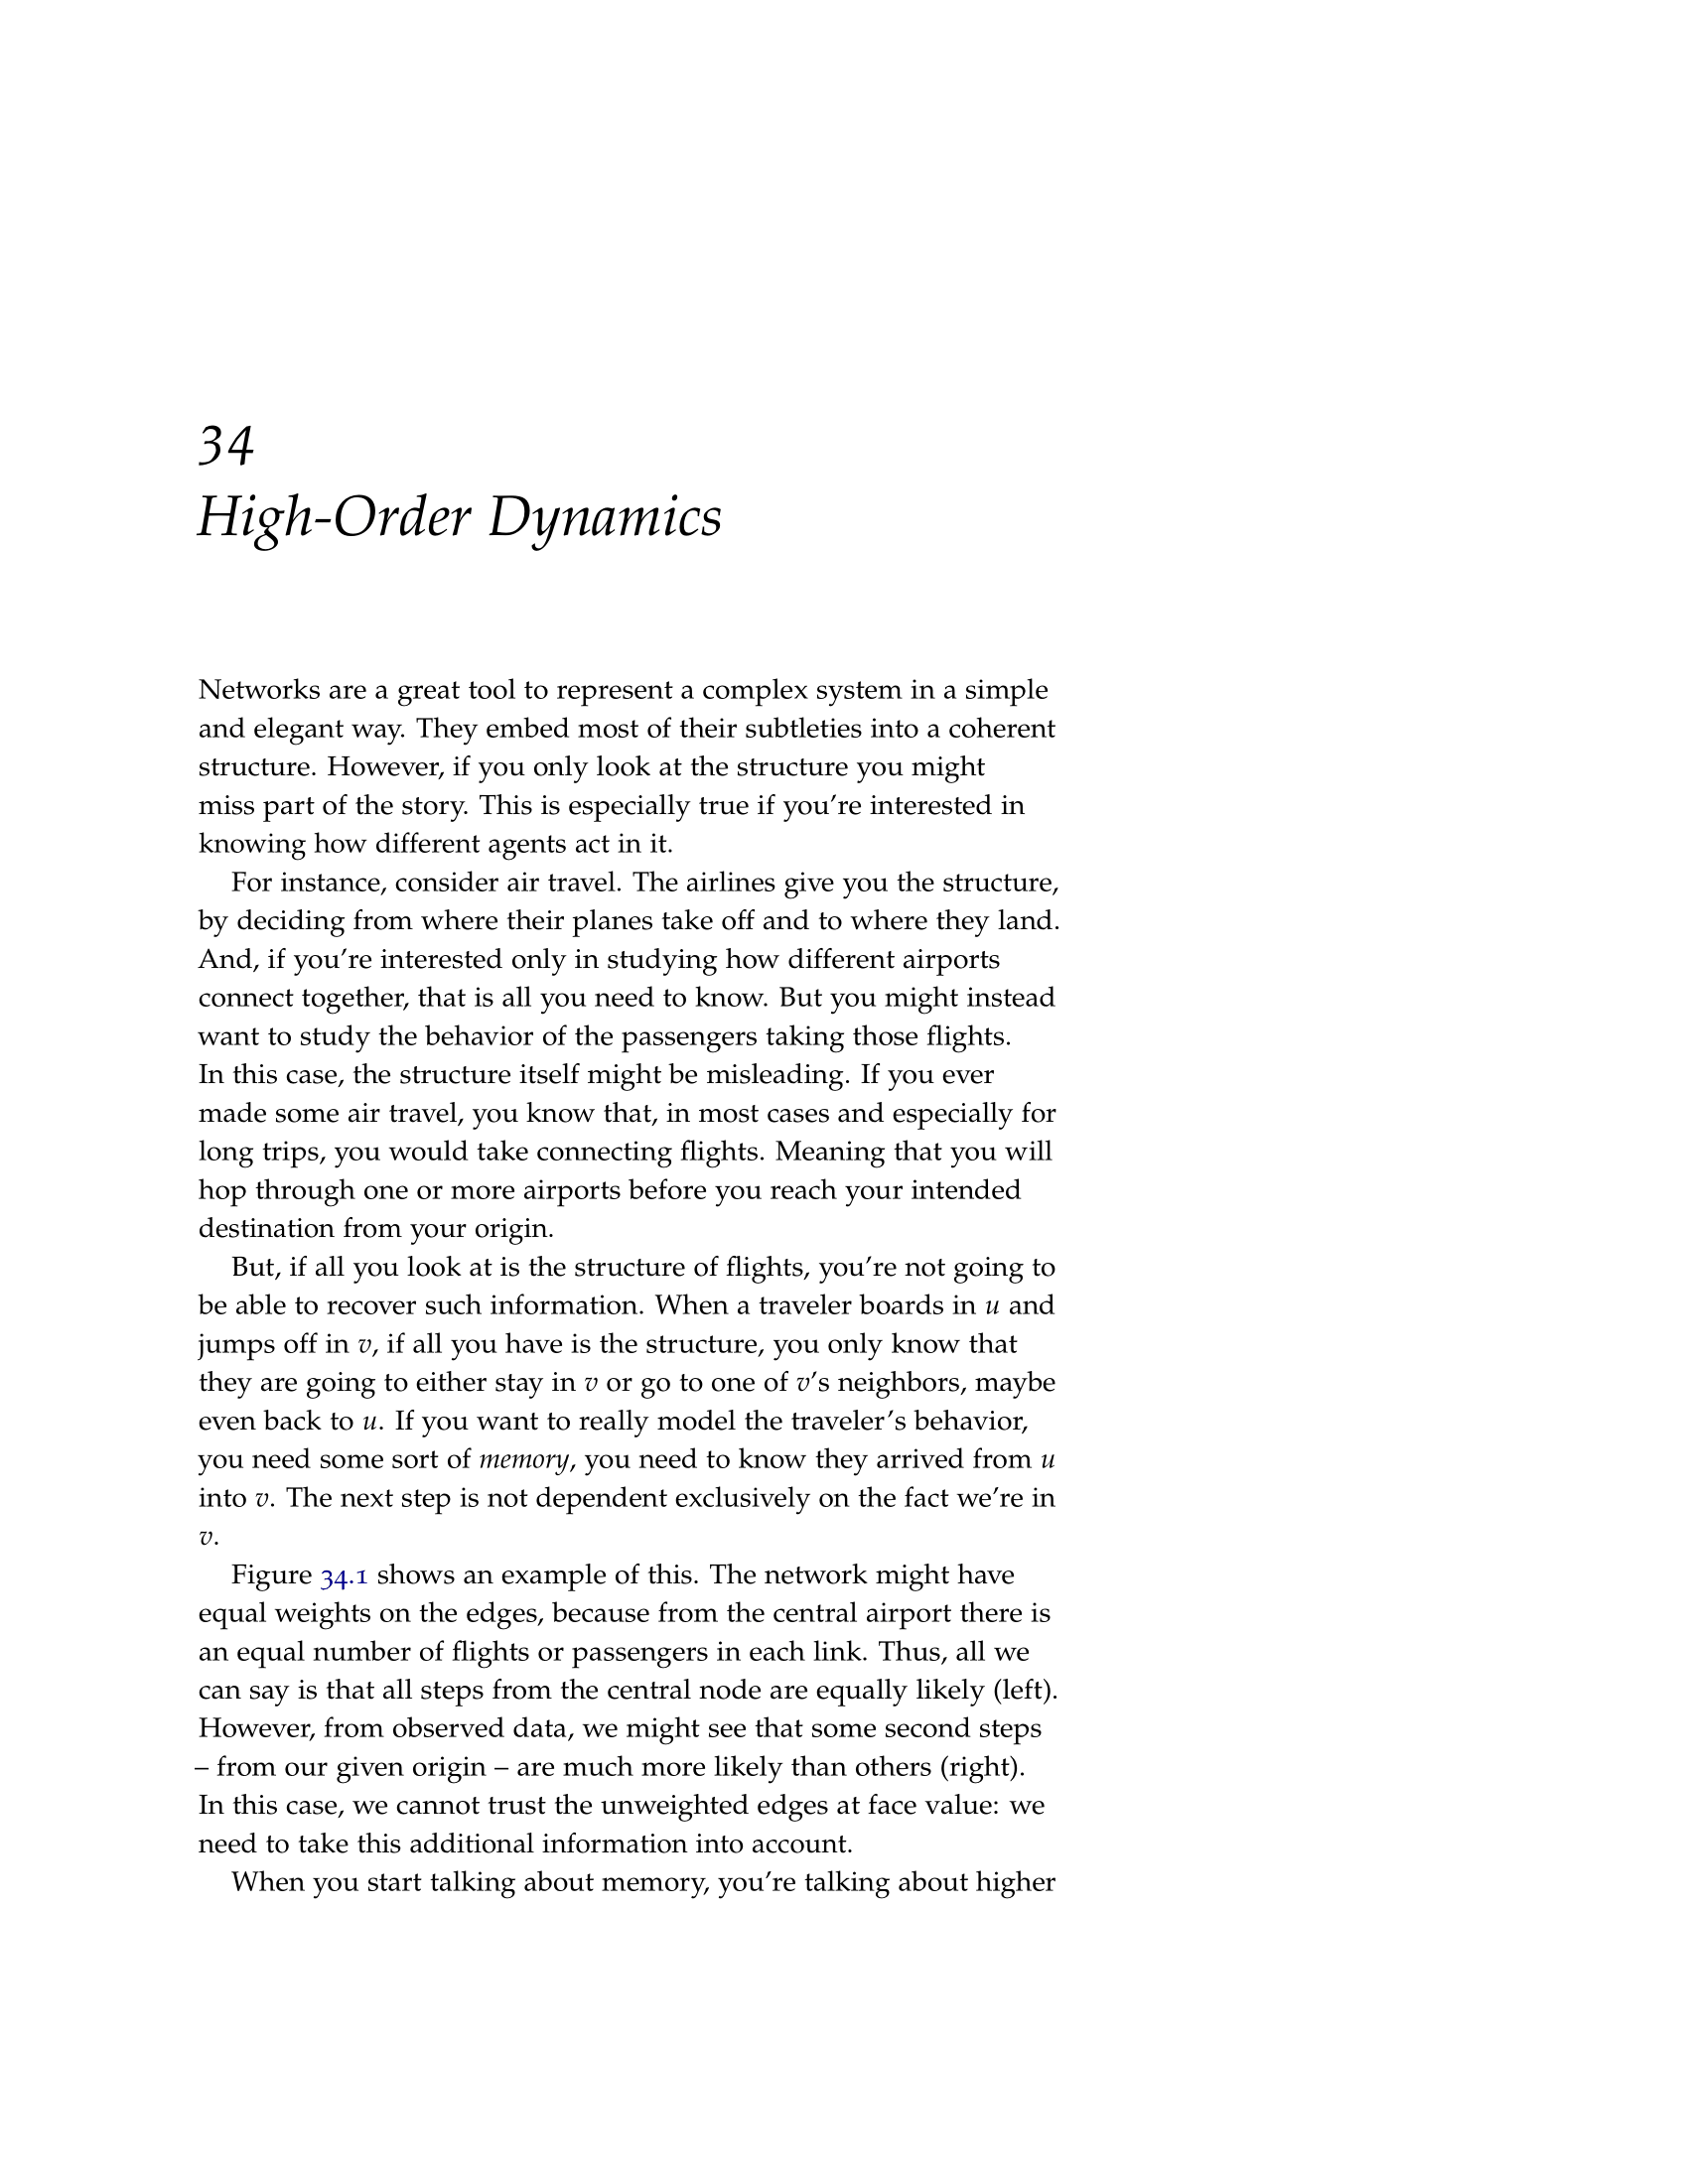 34
High-Order Dynamics
Networks are a great tool to represent a complex system in a simple
and elegant way. They embed most of their subtleties into a coherent
structure. However, if you only look at the structure you might
miss part of the story. This is especially true if you're interested in
knowing how different agents act in it.
For instance, consider air travel. The airlines give you the structure,
by deciding from where their planes take off and to where they land.
And, if you're interested only in studying how different airports
connect together, that is all you need to know. But you might instead
want to study the behavior of the passengers taking those flights.
In this case, the structure itself might be misleading. If you ever
made some air travel, you know that, in most cases and especially for
long trips, you would take connecting flights. Meaning that you will
hop through one or more airports before you reach your intended
destination from your origin.
But, if all you look at is the structure of flights, you're not going to
be able to recover such information. When a traveler boards in u and
jumps off in v, if all you have is the structure, you only know that
they are going to either stay in v or go to one of v's neighbors, maybe
even back to u. If you want to really model the traveler's behavior,
you need some sort of memory, you need to know they arrived from u
into v. The next step is not dependent exclusively on the fact we're in
v.
Figure 34.1 shows an example of this. The network might have
equal weights on the edges, because from the central airport there is
an equal number of flights or passengers in each link. Thus, all we
can say is that all steps from the central node are equally likely (left).
However, from observed data, we might see that some second steps
– from our given origin – are much more likely than others (right).
In this case, we cannot trust the unweighted edges at face value: we
need to take this additional information into account.
When you start talking about memory, you're talking about higher